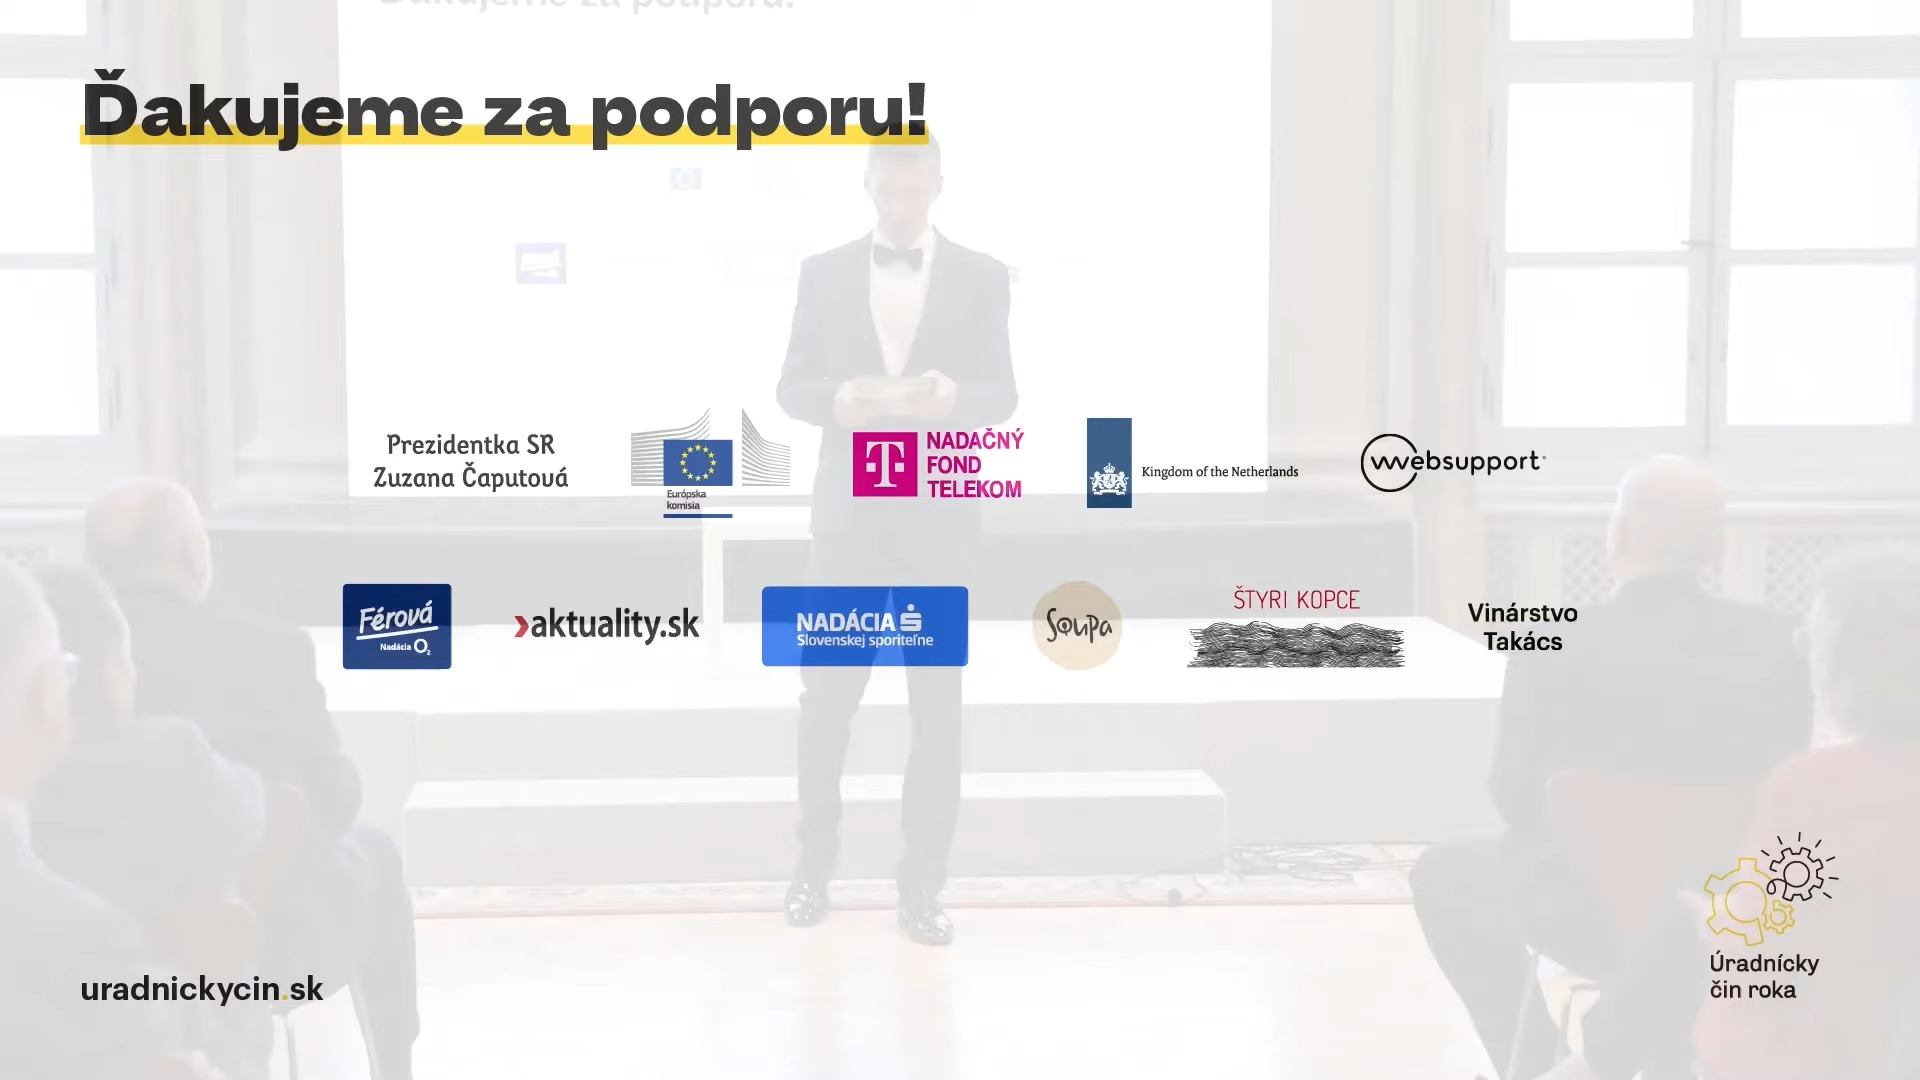 Ďakujeme za podporu!
Prezidentka SR
Zuzana Čaputová
Európska
komisia
T
NADAČNÝ
FOND
TELEKOM
Kingdom of the Netherlands
websupport
Férová
Nadácia O2
aktuality.sk
NADÁCIA
Slovenskej sporiteľne
Soupa
ŠTYRI KOPCE
Vinárstvo
Takács
Úradnícky
čin roka
uradnickycin.sk